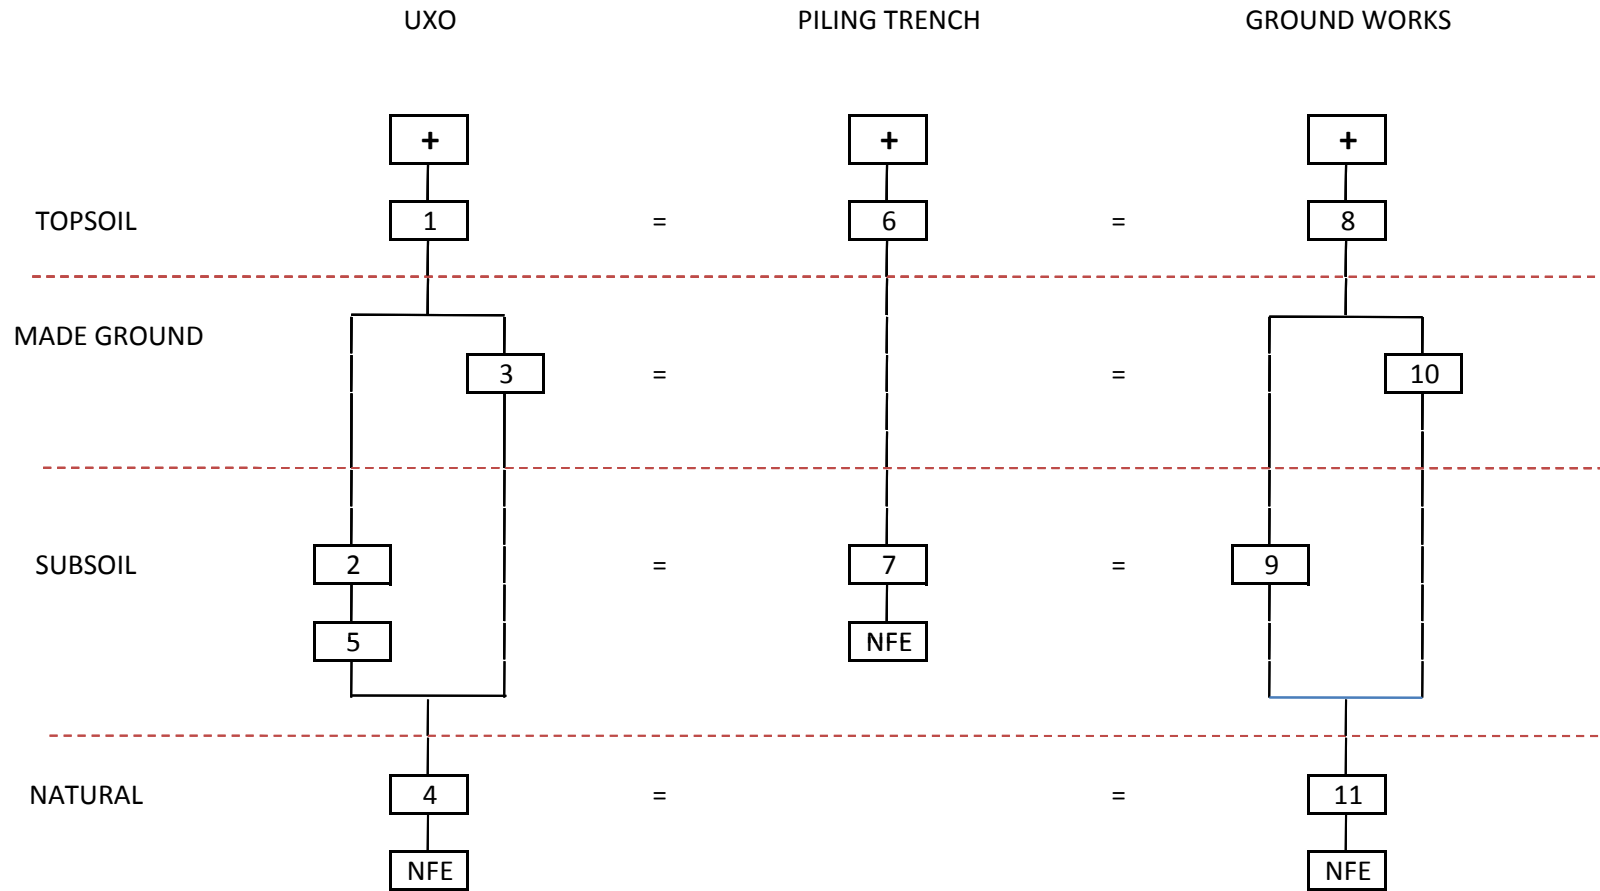 UXO PILING TRENCH GROUND WORKS
+ + +
TOPSOIL 1 = 6 = 8
MADE GROUND
3 = = 10
SUBSOIL 2 = 7 = 9
5 NFE
NATURAL 4 = = 11
NFE NFE